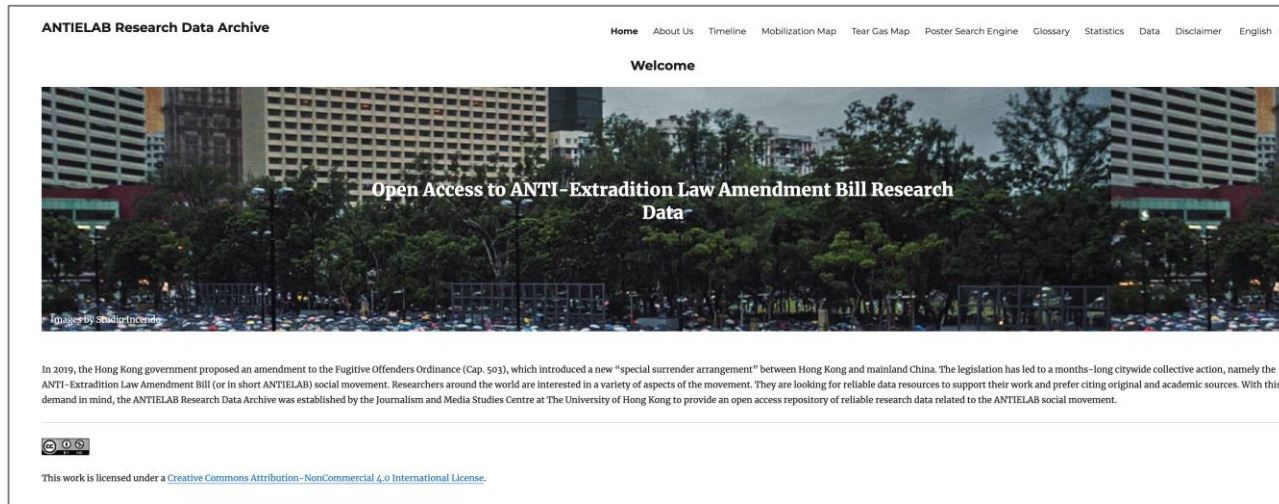 ANTIELAB Research Data Archive
Home About Us Timeline Mobilization Map Tear Gas Map Poster Search Engine Glossary Statistics Data Disclaimer English
Welcome
Open Access to ANTI-Extradition Law Amendment Bill Research
Data
Images by Studio Incendo
In 2019, the Hong Kong government proposed an amendment to the Fugitive Offenders Ordinance (Cap. 503), which introduced a new “special surrender arrangement” between Hong Kong and mainland China. The legislation has led to a months-long citywide collective action, namely the
ANTI-Extradition Law Amendment Bill (or in short ANTIELAB) social movement. Researchers around the world are interested in a variety of aspects of the movement. They are looking for reliable data resources to support their work and prefer citing original and academic sources. With this
demand in mind, the ANTIELAB Research Data Archive was established by the Journalism and Media Studies Centre at The University of Hong Kong to provide an open access repository of reliable research data related to the ANTIELAB social movement.
cc BY NC
This work is licensed under a Creative Commons Attribution-NonCommercial 4.0 International License.